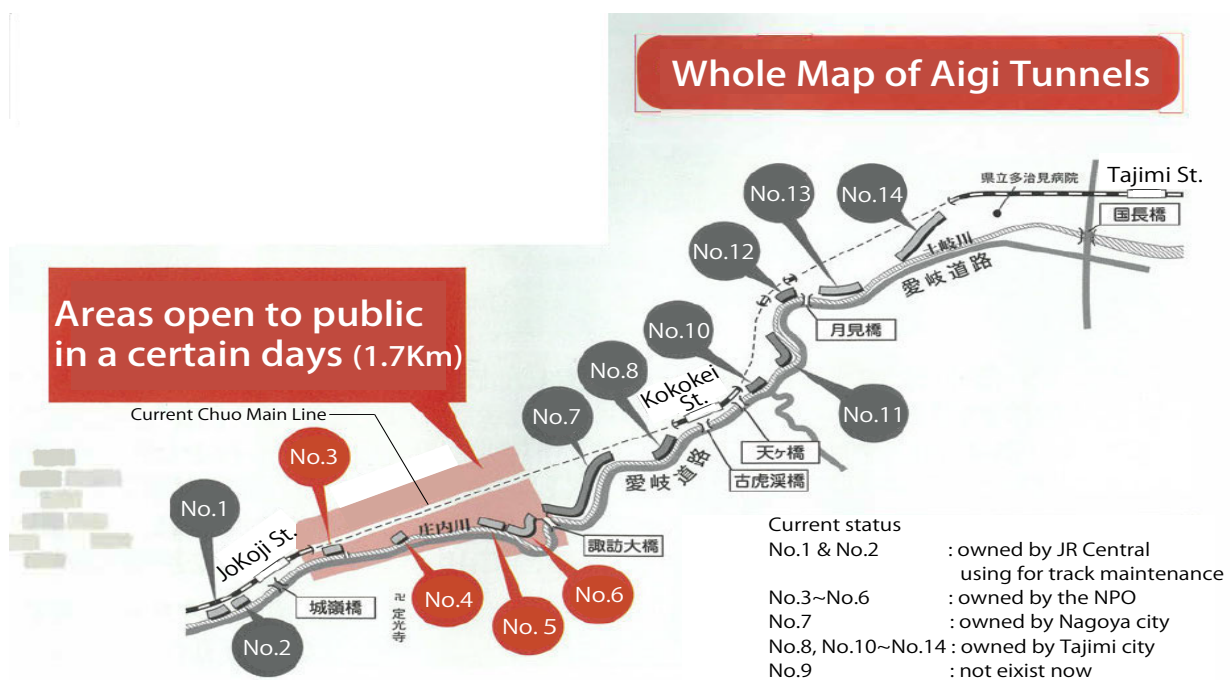 Whole Map of Aigi Tunnels
県立多治見病院
Tajimi St.
No.13
No.14
国長橋
土岐川
No.12
愛岐道路
Areas open to public
in a certain days (1.7Km)
月見橋
No.10
No.8
Kokokei
St.
Current Chuo Main Line
No.7
No.11
天ヶ橋
No.3
愛岐道路
古虎渓橋
No.1
庄内川
JoKoji St.
諏訪大橋
城嶺橋
卍定光寺
No.4
No.6
No. 5
No.2
Current status
No.1 & No.2 : owned by JR Central
using for track maintenance
No.3~No.6 : owned by the NPO
No.7 : owned by Nagoya city
No.8, No.10~No.14 : owned by Tajimi city
No.9 : not eixist now